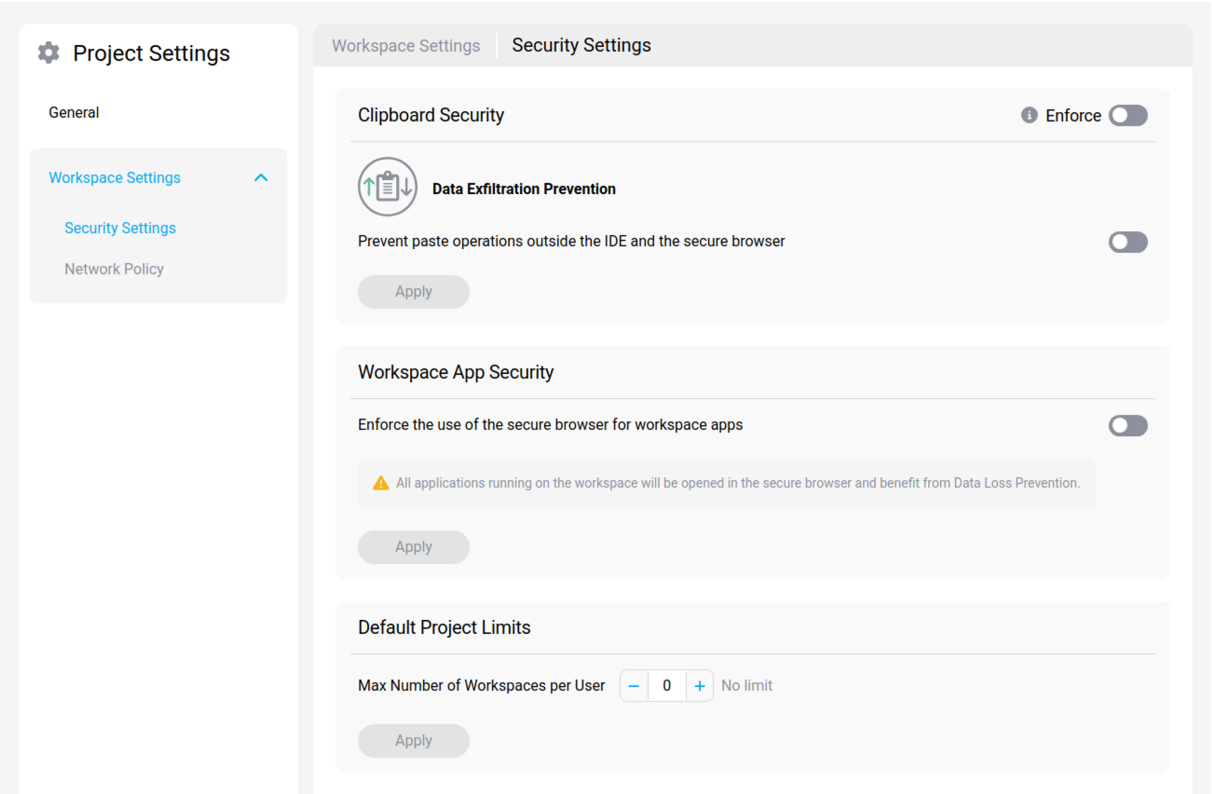 Project Settings
General
Workspace Settings
Security Settings
Network Policy
Workspace Settings Security Settings
Clipboard Security Enforce
Data Exfiltration Prevention
Prevent paste operations outside the IDE and the secure browser
Apply
Workspace App Security
Enforce the use of the secure browser for workspace apps
All applications running on the workspace will be opened in the secure browser and benefit from Data Loss Prevention.
Apply
Default Project Limits
Max Number of Workspaces per User − 0 + No limit
Apply